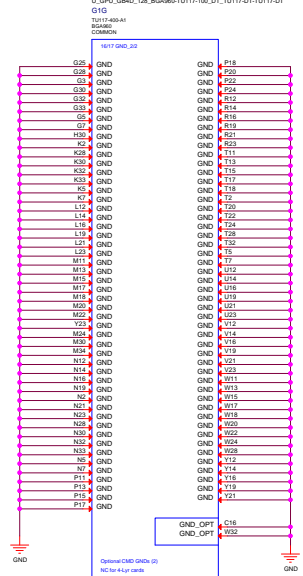 U_GPU_GB4D_128_BGA960-TU117-100_D1_TU117-D1-TU117-D1
G1G
TU117-400-A1
BGA960
COMMON
16/17 GND_2/2
G25 GND GND P18
G28 GND GND P20
G3 GND GND P22
G30 GND GND P24
G32 GND GND R12
G33 GND GND R14
G5 GND GND R16
G7 GND GND R19
H30 GND GND R21
K2 GND GND R23
K28 GND GND T11
K30 GND GND T13
K32 GND GND T15
K33 GND GND T17
K5 GND GND T18
K7 GND GND T2
L12 GND GND T20
L14 GND GND T22
L16 GND GND T24
L19 GND GND T28
L21 GND GND T32
L23 GND GND T5
M11 GND GND T7
M13 GND GND U12
M15 GND GND U14
M17 GND GND U16
M18 GND GND U19
M20 GND GND U21
M22 GND GND U23
Y23 GND GND V12
M24 GND GND V14
M30 GND GND V16
M34 GND GND V19
N12 GND GND V21
N14 GND GND V23
N16 GND GND W11
N19 GND GND W13
N2 GND GND W15
N21 GND GND W17
N23 GND GND W18
N28 GND GND W20
N30 GND GND W22
N32 GND GND W24
N33 GND GND W28
N5 GND GND Y12
N7 GND GND Y14
P11 GND GND Y16
P13 GND GND Y19
P15 GND GND Y21
P17 GND
GND_OPT C16
GND_OPT W32
GND
GND
Optional CMD GNDs (2)
NC for 4-Lyr cards